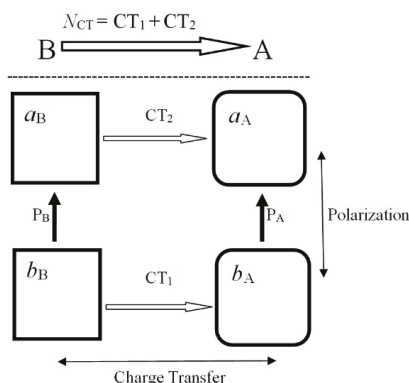 N_CT = CT₁ + CT₂
B A
a_B a_A
CT₂
P_B P_A Polarization
b_B b_A
CT₁
Charge Transfer